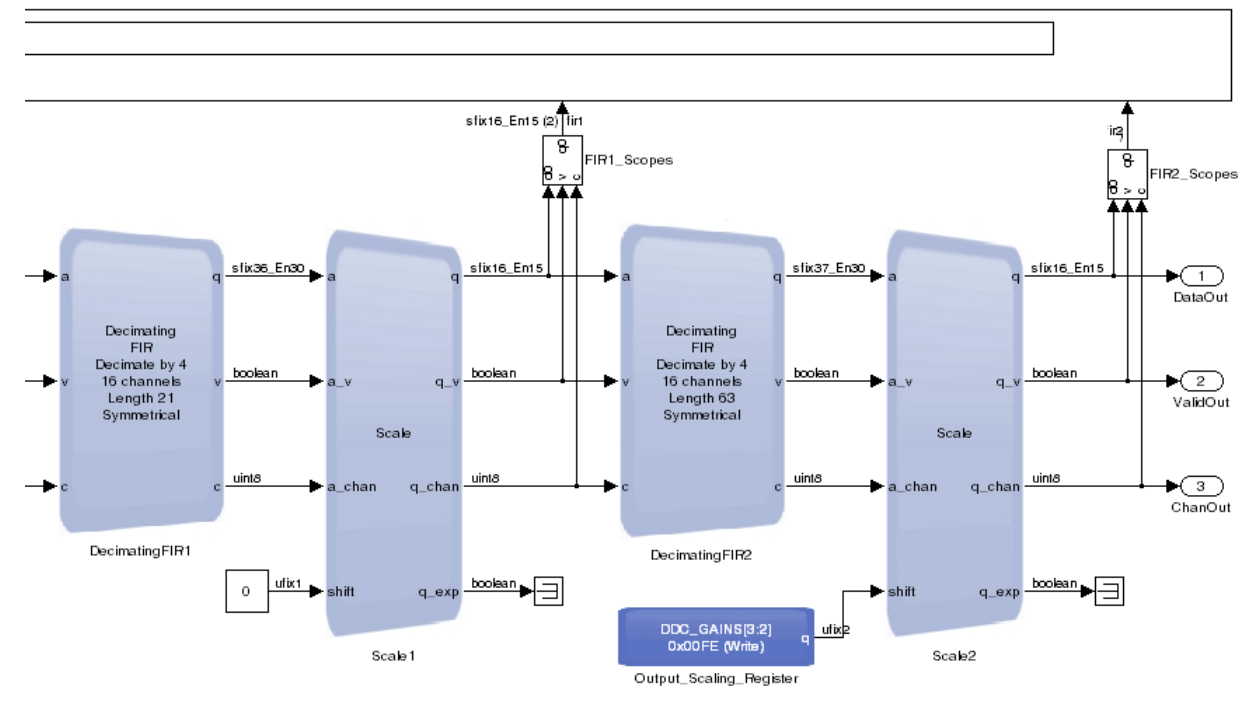 sfix16_En15 (2)
fir1
fir2
FIR1_Scopes
FIR2_Scopes
v
c
v
c
a
q
sfix36_En30
a
q
sfix16_En15
a
q
sfix37_En30
a
q
sfix16_En15
1
DataOut
Decimating
FIR
Decimate by 4
16 channels
Length 21
Symmetrical
Decimating
FIR
Decimate by 4
16 channels
Length 63
Symmetrical
v
v
boolean
a_v
q_v
boolean
v
v
boolean
a_v
q_v
boolean
2
ValidOut
Scale
Scale
c
c
uint8
a_chan
q_chan
uint8
c
c
uint8
a_chan
q_chan
uint8
3
ChanOut
DecimatingFIR1
DecimatingFIR2
0
ufix1
shift
q_exp
boolean
shift
q_exp
boolean
DDC_GAINS[3:2]
0x00FE (Write)
q
ufix2
Scale1
Scale2
Output_Scaling_Register